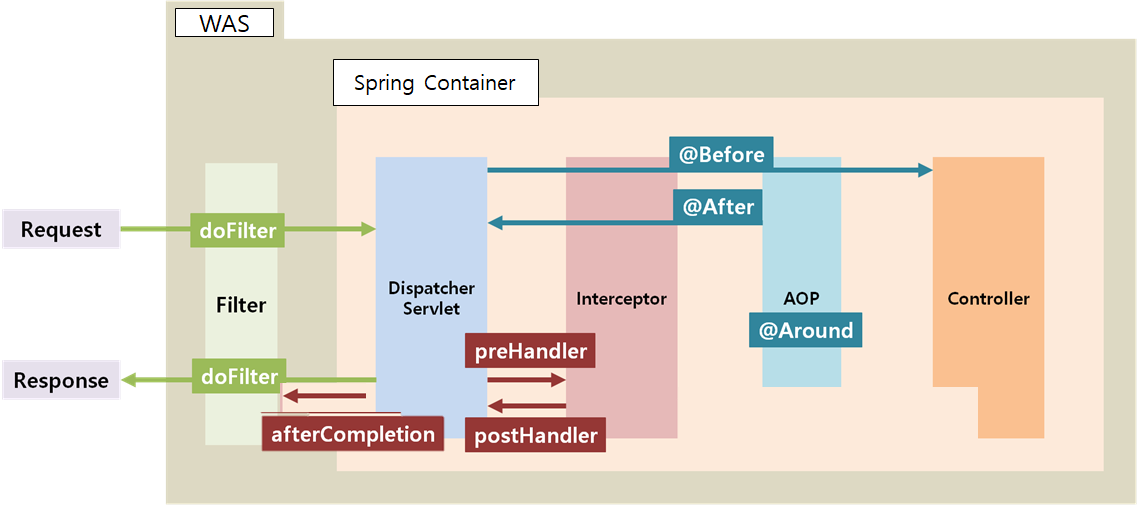 WAS
Spring Container
@Before
@After
Request
doFilter
Dispatcher
Servlet
Interceptor
AOP
Controller
Filter
@Around
preHandler
Response
doFilter
afterCompletion
postHandler